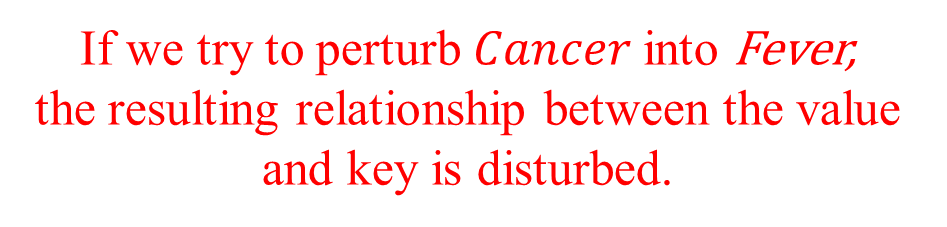 If we try to perturb Cancer into Fever,
the resulting relationship between the value
and key is disturbed.